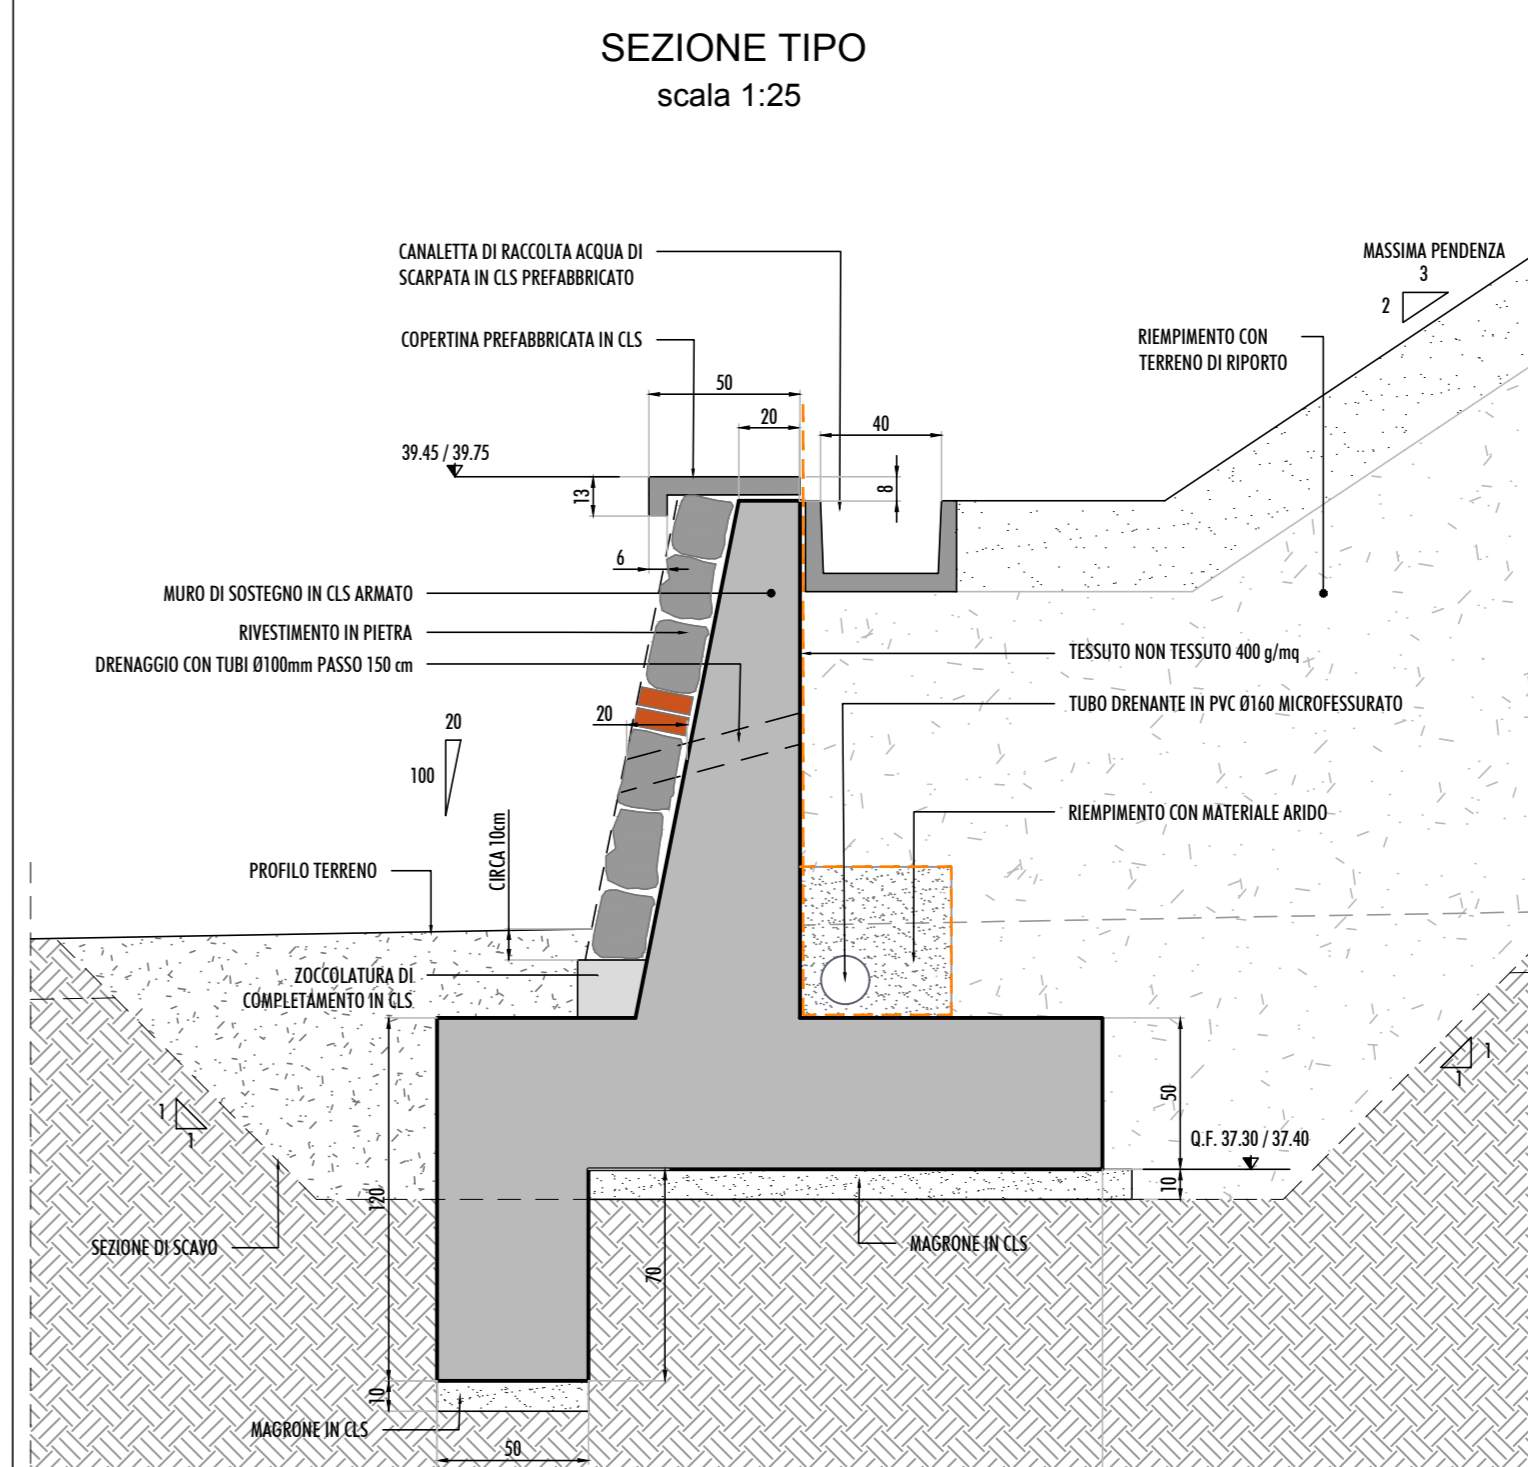 SEZIONE TIPO
scala 1:25
CANALETTA DI RACCOLTA ACQUA DI
SCARPATA IN CLS PREFABBRICATO
MASSIMA PENDENZA
3
2
COPERTINA PREFABBRICATA IN CLS
RIEMPIMENTO CON
TERRENO DI RIPORTO
50
20
40
39.45 / 39.75
13
8
6
MURO DI SOSTEGNO IN CLS ARMATO
RIVESTIMENTO IN PIETRA
DRENAGGIO CON TUBI Ø100mm PASSO 150 cm
TESSUTO NON TESSUTO 400 g/mq
TUBO DRENANTE IN PVC Ø160 MICROFESSURATO
20
20
100
RIEMPIMENTO CON MATERIALE ARIDO
CIRCA 10cm
PROFILO TERRENO
ZOCCOLATURA DI
COMPLETAMENTO IN CLS
1
1
1
1
50
Q.F. 37.30 / 37.40
10
120
SEZIONE DI SCAVO
MAGRONE IN CLS
70
10
MAGRONE IN CLS
50